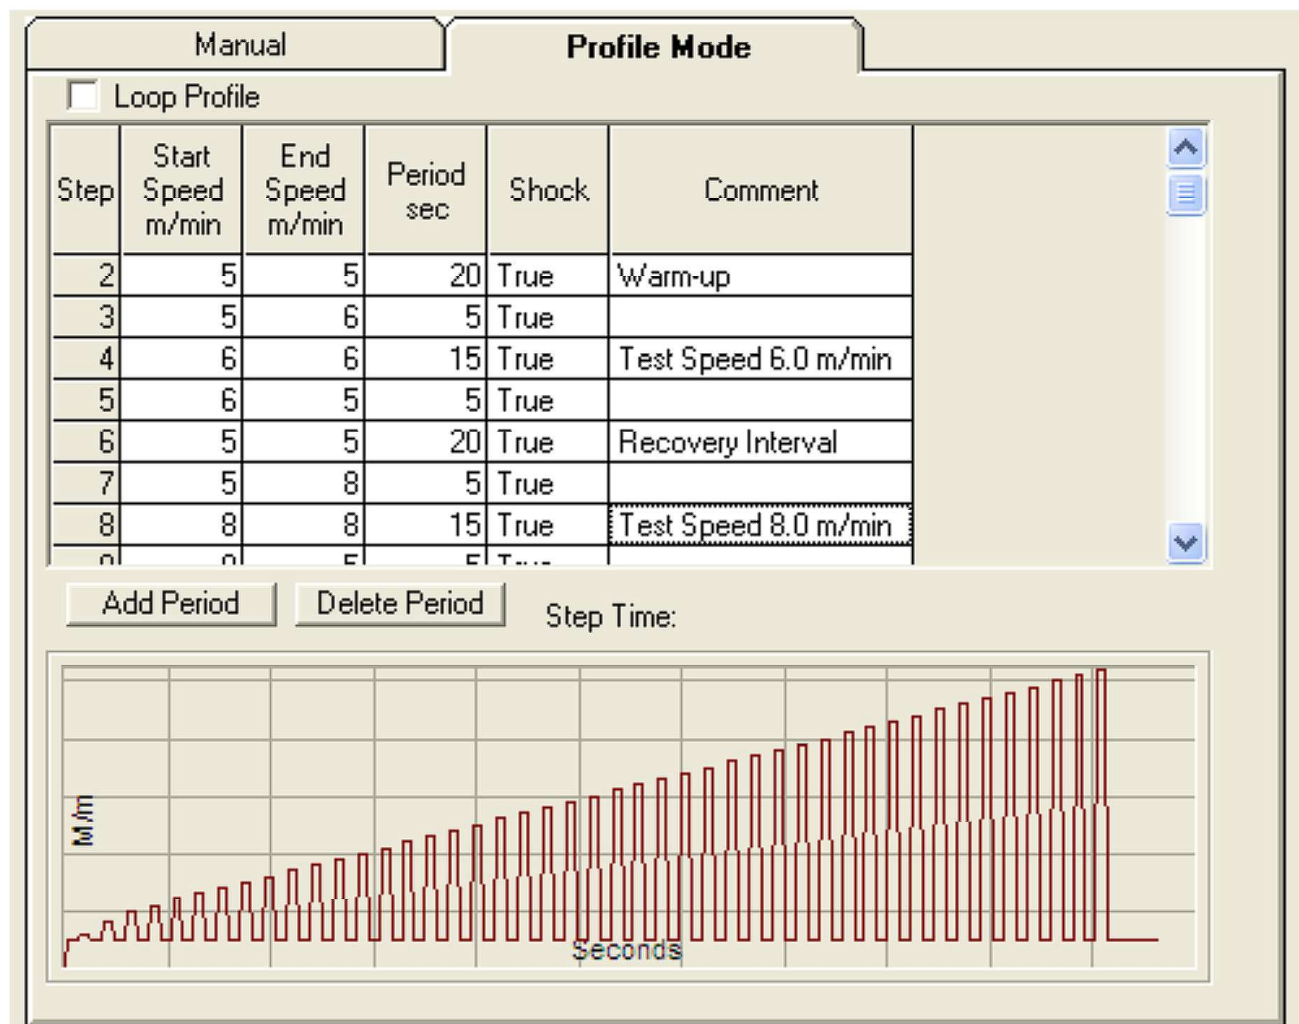 Manual
Profile Mode
Loop Profile
Step
Start Speed m/min
End Speed m/min
Period sec
Shock
Comment
2 5 5 20 True Warm-up
3 5 6 5 True
4 6 6 15 True Test Speed 6.0 m/min
5 6 5 5 True
6 5 5 20 True Recovery Interval
7 5 8 5 True
8 8 8 15 True Test Speed 8.0 m/min
Add Period
Delete Period
Step Time:
M/m
Seconds